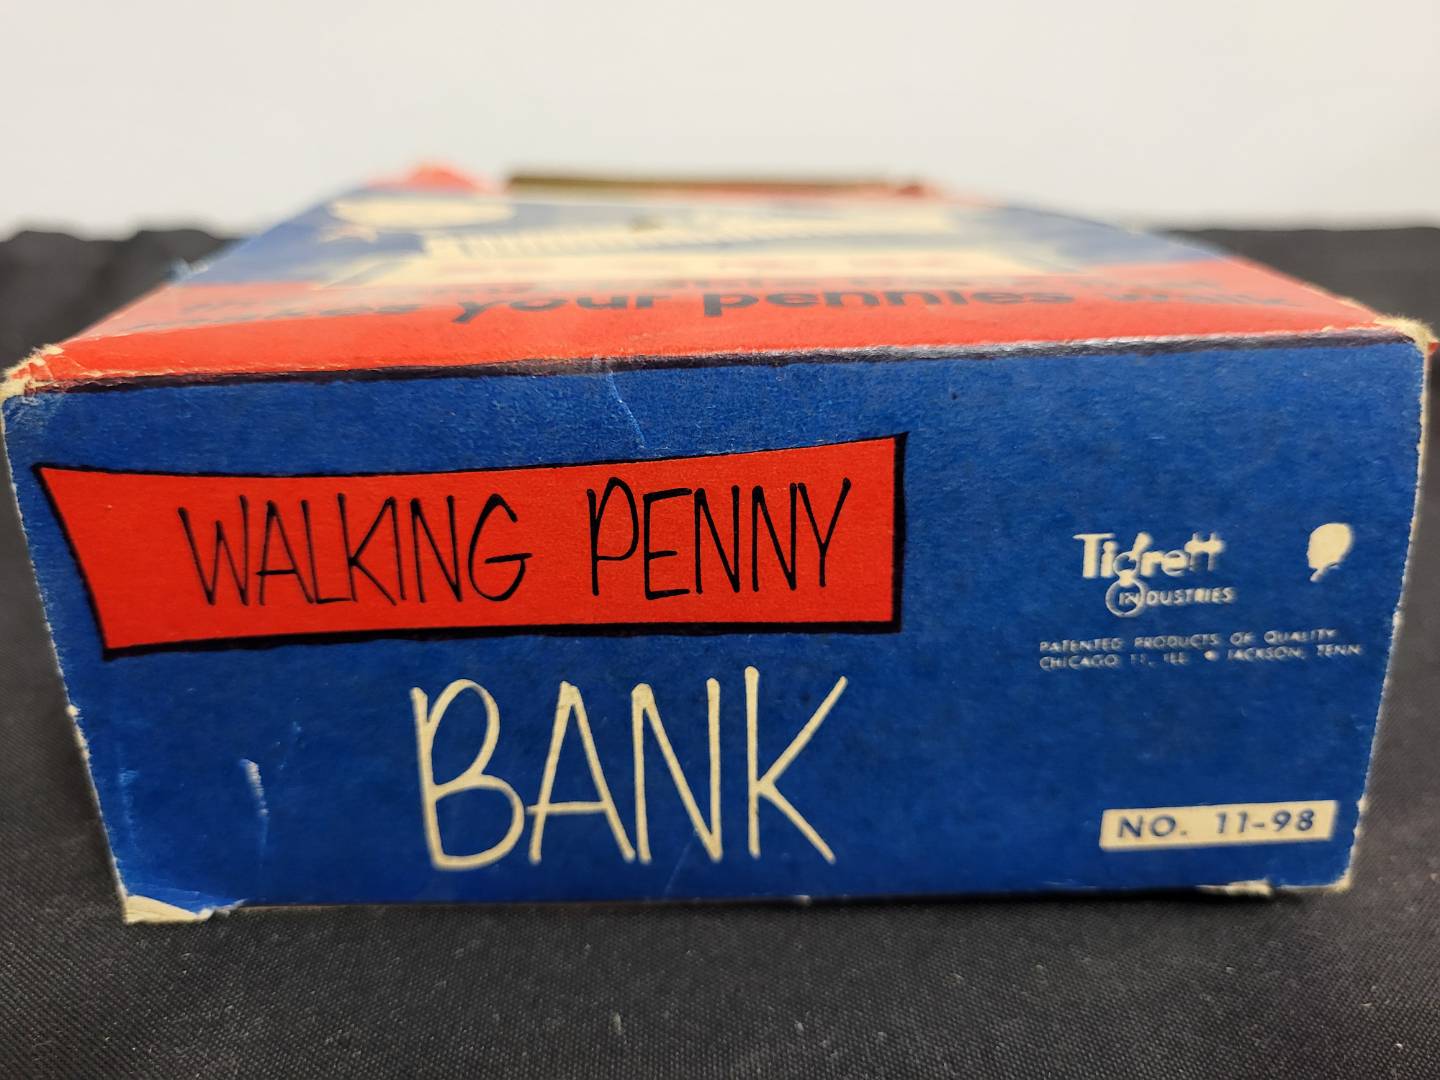 your pennies
WALKING PENNY
BANK
Tigrett
INDUSTRIES
PATENTED PRODUCTS OF QUALITY
CHICAGO 11, ILL • JACKSON, TENN
NO. 11-98